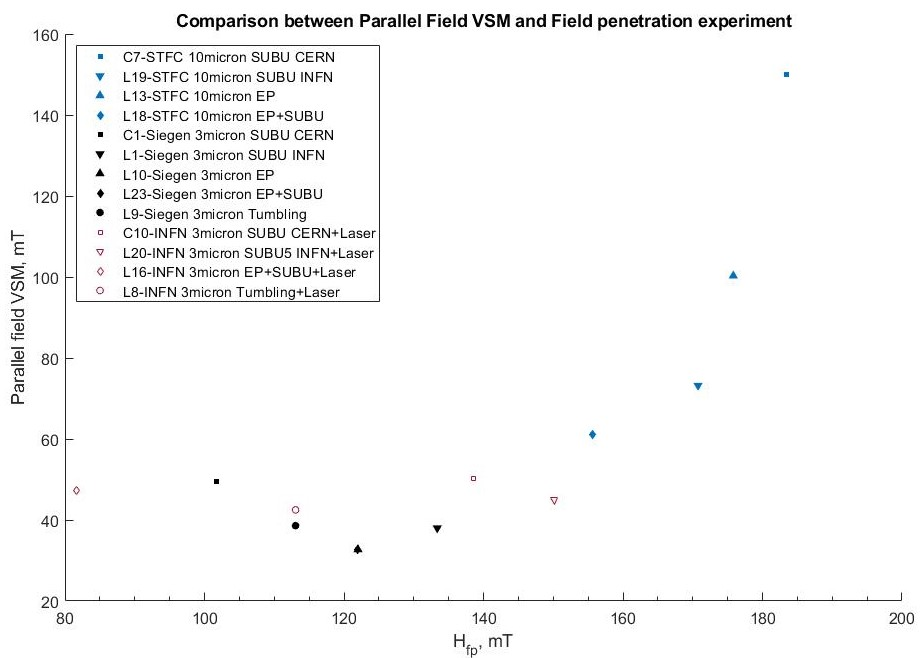 Comparison between Parallel Field VSM and Field penetration experiment
160
140
120
100
80
60
40
20
Parallel field VSM, mT
C7-STFC 10micron SUBU CERN
L19-STFC 10micron SUBU INFN
L13-STFC 10micron EP
L18-STFC 10micron EP+SUBU
C1-Siegen 3micron SUBU CERN
L1-Siegen 3micron SUBU INFN
L10-Siegen 3micron EP
L23-Siegen 3micron EP+SUBU
L9-Siegen 3micron Tumbling
C10-INFN 3micron SUBU CERN+Laser
L20-INFN 3micron SUBU5 INFN+Laser
L16-INFN 3micron EP+SUBU+Laser
L8-INFN 3micron Tumbling+Laser
80 100 120 140 160 180 200
Hfp, mT